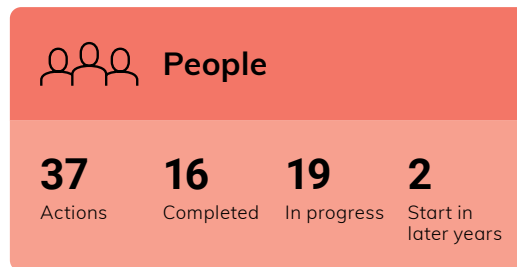 People
37 16 19 2
Actions Completed In progress Start in
later years